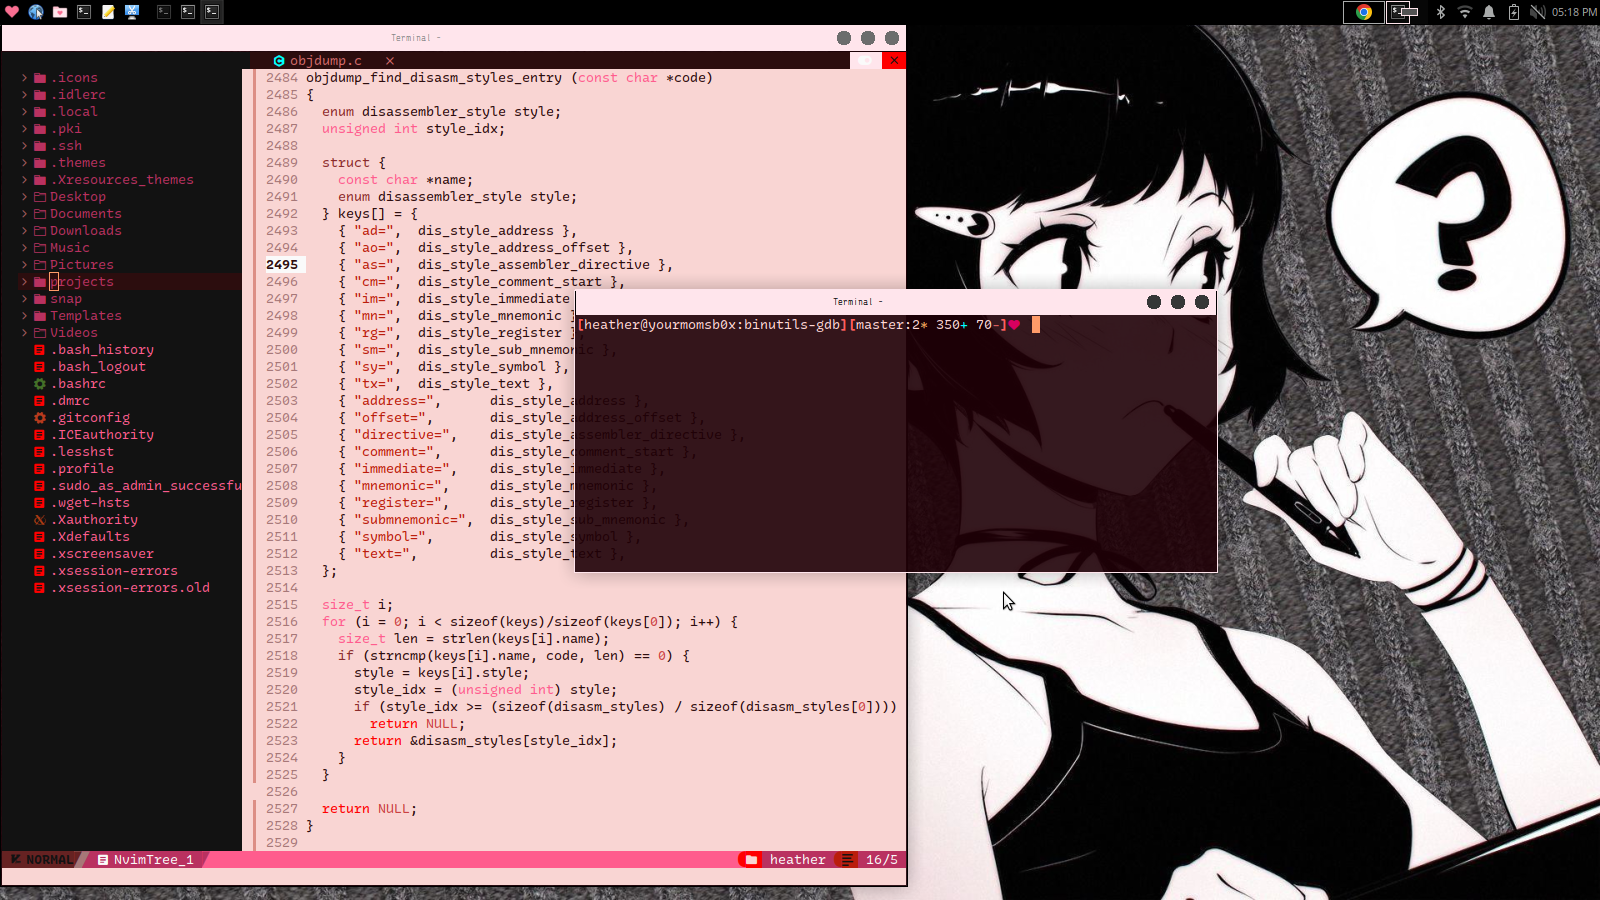 05:18 PM
Terminal -
objdump.c
.icons
.idlerc
.local
.pki
.ssh
.themes
.Xresources_themes
Desktop
Documents
Downloads
Music
Pictures
projects
snap
Templates
Videos
.bash_history
.bash_logout
.bashrc
.dmrc
.gitconfig
.ICEauthority
.lesshst
.profile
.sudo_as_admin_successfu
.wget-hsts
.Xauthority
.Xdefaults
.xscreensaver
.xsession-errors
.xsession-errors.old
2484 objdump_find_disasm_styles_entry (const char *code)
2485 {
2486   enum disassembler_style style;
2487   unsigned int style_idx;
2488
2489   struct {
2490     const char *name;
2491     enum disassembler_style style;
2492   } keys[] = {
2493     { "ad=",  dis_style_address },
2494     { "ao=",  dis_style_address_offset },
2495     { "as=",  dis_style_assembler_directive },
2496     { "cm=",  dis_style_comment_start },
2497     { "im=",  dis_style_immediate
2498     { "mn=",  dis_style_mnemonic }
2499     { "rg=",  dis_style_register }
2500     { "sm=",  dis_style_sub_mnemonic },
2501     { "sy=",  dis_style_symbol },
2502     { "tx=",  dis_style_text },
2503     { "address=",      dis_style_address },
2504     { "offset=",       dis_style_address_offset },
2505     { "directive=",    dis_style_assembler_directive },
2506     { "comment=",      dis_style_comment_start },
2507     { "immediate=",    dis_style_immediate },
2508     { "mnemonic=",     dis_style_mnemonic },
2509     { "register=",     dis_style_register },
2510     { "submnemonic=",  dis_style_sub_mnemonic },
2511     { "symbol=",       dis_style_symbol },
2512     { "text=",         dis_style_text },
2513   };
2514
2515   size_t i;
2516   for (i = 0; i < sizeof(keys)/sizeof(keys[0]); i++) {
2517     size_t len = strlen(keys[i].name);
2518     if (strncmp(keys[i].name, code, len) == 0) {
2519       style = keys[i].style;
2520       style_idx = (unsigned int) style;
2521       if (style_idx >= (sizeof(disasm_styles) / sizeof(disasm_styles[0])))
2522         return NULL;
2523       return &disasm_styles[style_idx];
2524     }
2525   }
2526
2527   return NULL;
2528 }
2529
NORMAL NvimTree_1 heather 16/5
Terminal -
[heather@yourmomsb0x:binutils-gdb][master:2* 350+ 70-]♥
?